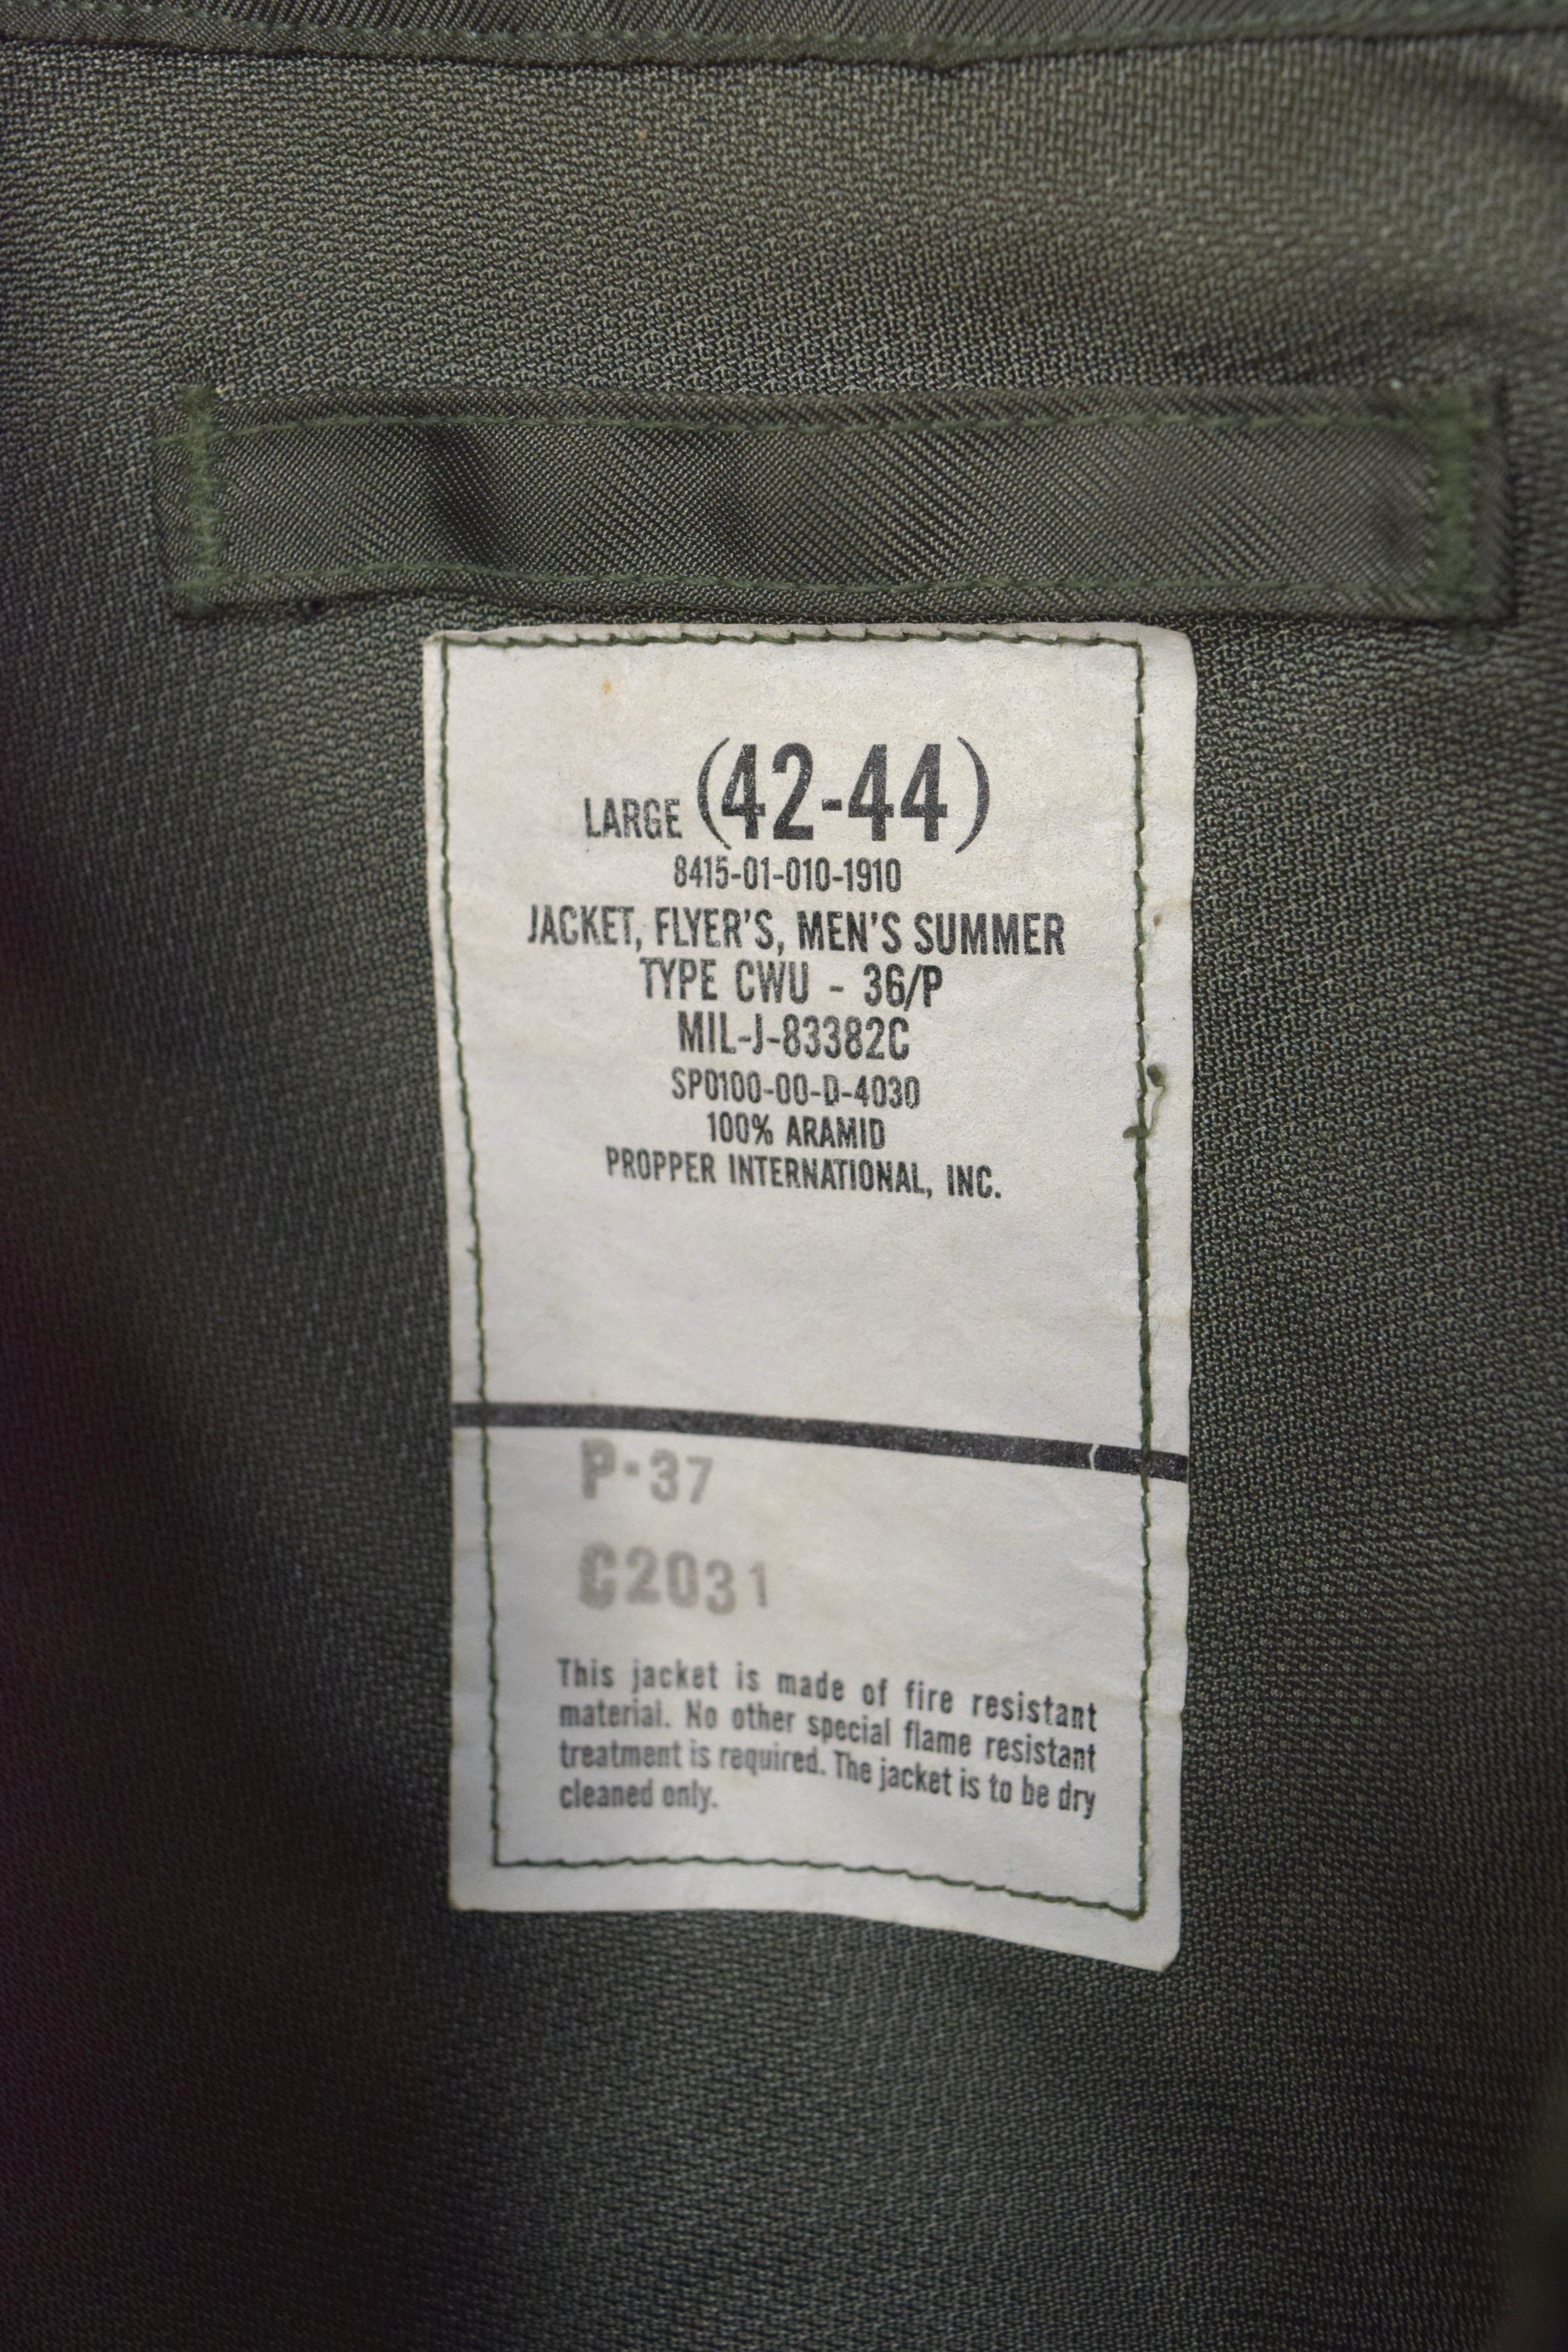 LARGE (42-44)
8415-01-010-1910
JACKET, FLYER'S, MEN'S SUMMER
TYPE CWU - 36/P
MIL-J-83382C
SP0100-00-D-4030
100% ARAMID
PROPPER INTERNATIONAL, INC.
P-37
C2031
This jacket is made of fire resistant
material. No other special flame resistant
treatment is required. The jacket is to be dry
cleaned only.